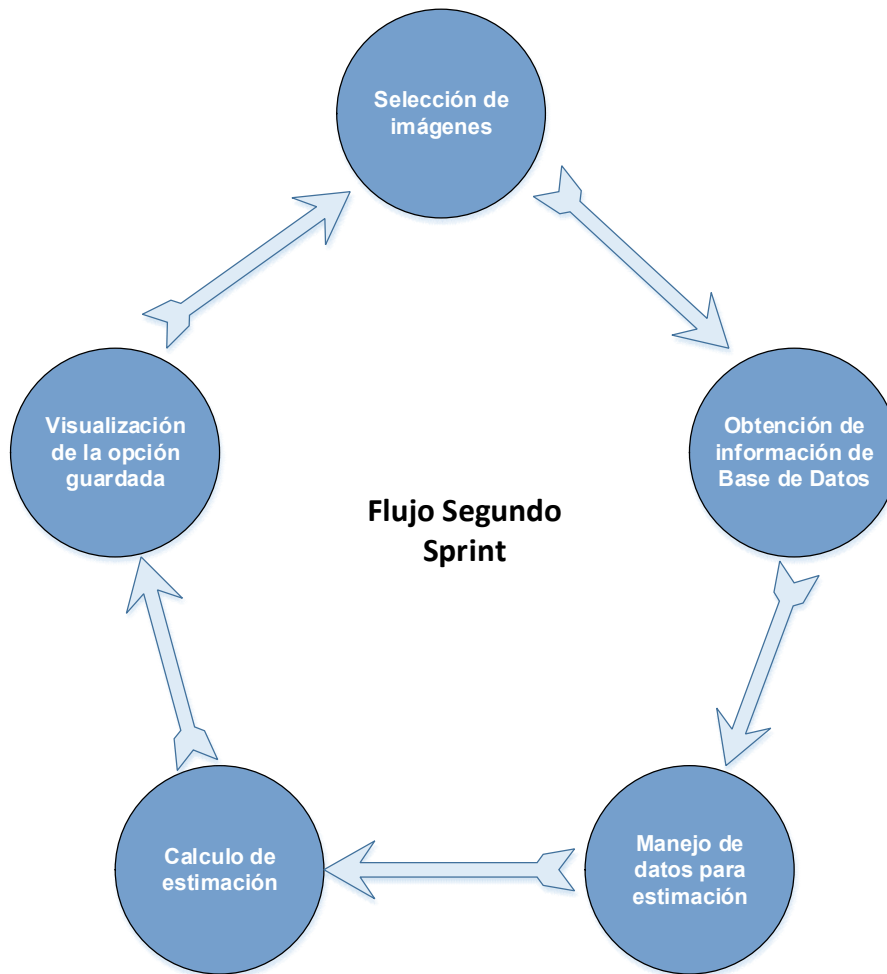 Selección de
imágenes
Obtención de
información de
Base de Datos
Manejo de
datos para
estimación
Calculo de
estimación
Visualización
de la opción
guardada
Flujo Segundo
Sprint